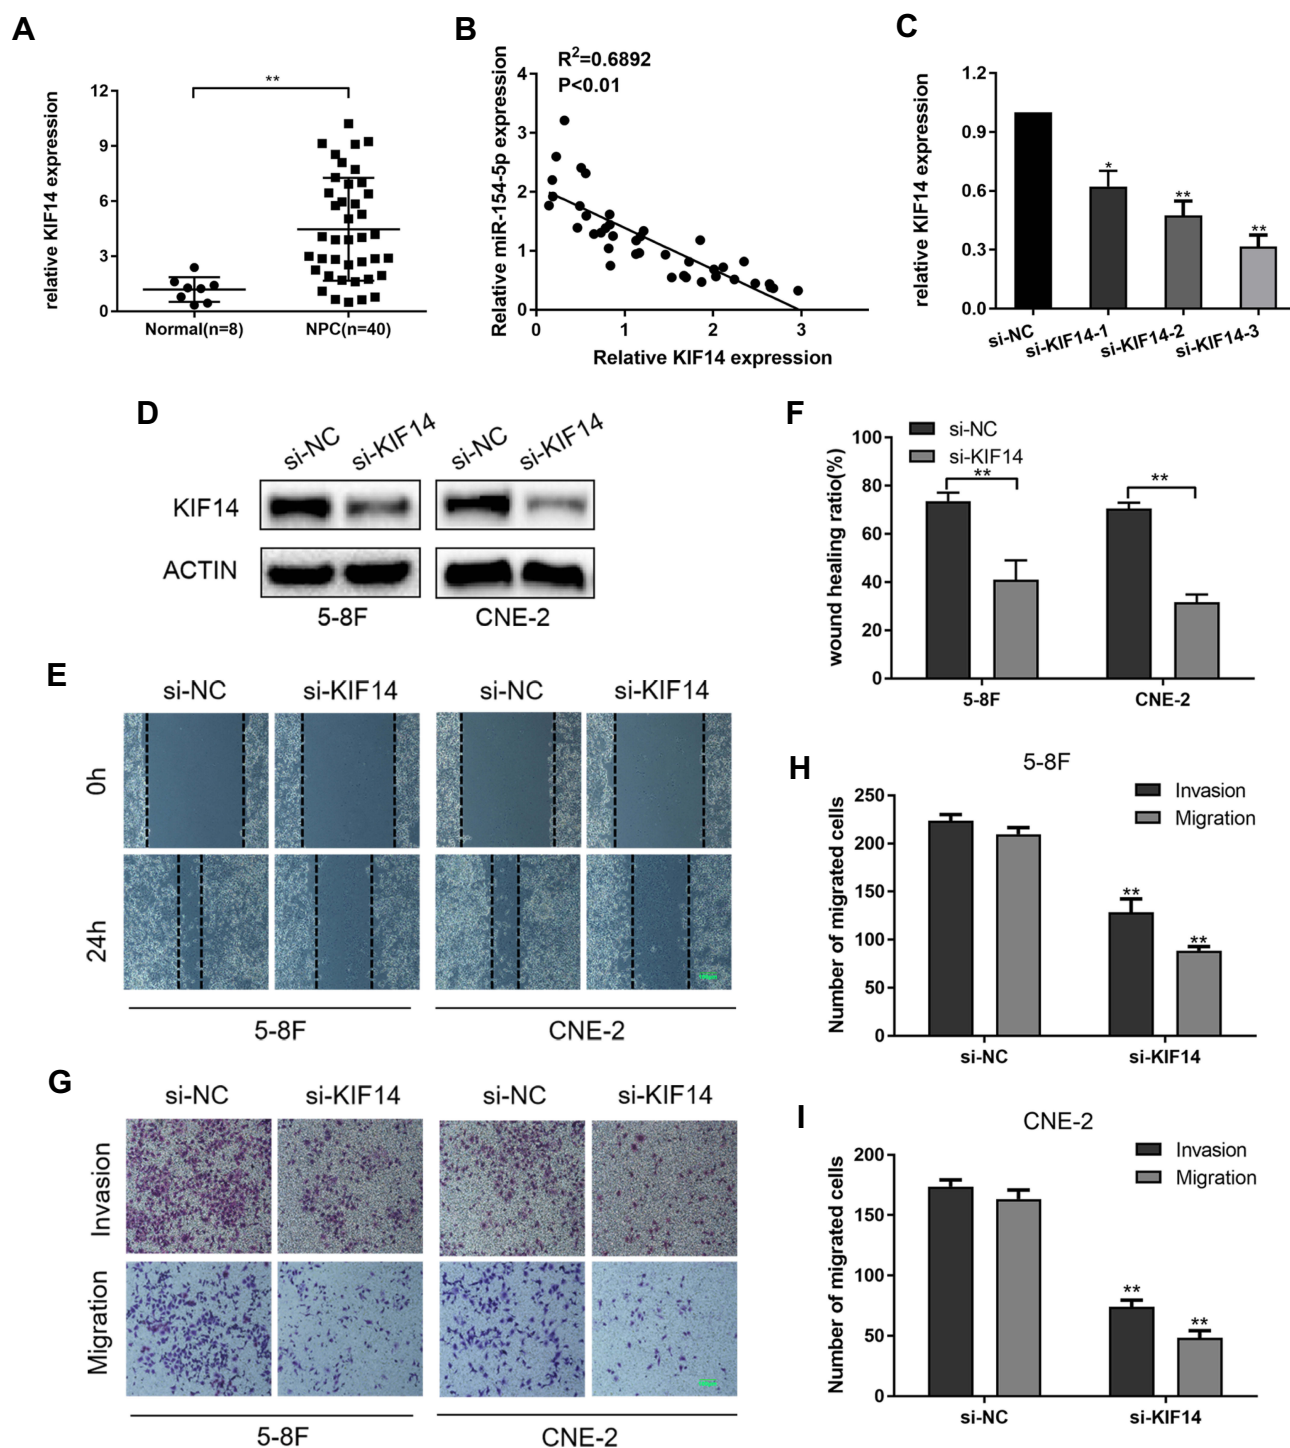 A
relative KIF14 expression
12
9
6
3
0
**
Normal(n=8)
NPC(n=40)
B
Relative miR-154-5p expression
R²=0.6892
P<0.01
4
3
2
1
0
0
1
2
3
Relative KIF14 expression
C
relative KIF14 expression
1.2
0.9
0.6
0.3
0.0
*
**
**
si-NC
si-KIF14-1
si-KIF14-2
si-KIF14-3
D
si-NC
si-KIF14
si-NC
si-KIF14
KIF14
ACTIN
5-8F
CNE-2
F
si-NC
si-KIF14
wound healing ratio(%)
100
80
60
40
20
0
**
**
5-8F
CNE-2
E
si-NC
si-KIF14
si-NC
si-KIF14
0h
24h
5-8F
CNE-2
H
5-8F
Invasion
Migration
Number of migrated cells
250
200
150
100
50
0
**
**
si-NC
si-KIF14
G
si-NC
si-KIF14
si-NC
si-KIF14
Invasion
Migration
5-8F
CNE-2
I
CNE-2
Invasion
Migration
Number of migrated cells
200
150
100
50
0
**
**
si-NC
si-KIF14